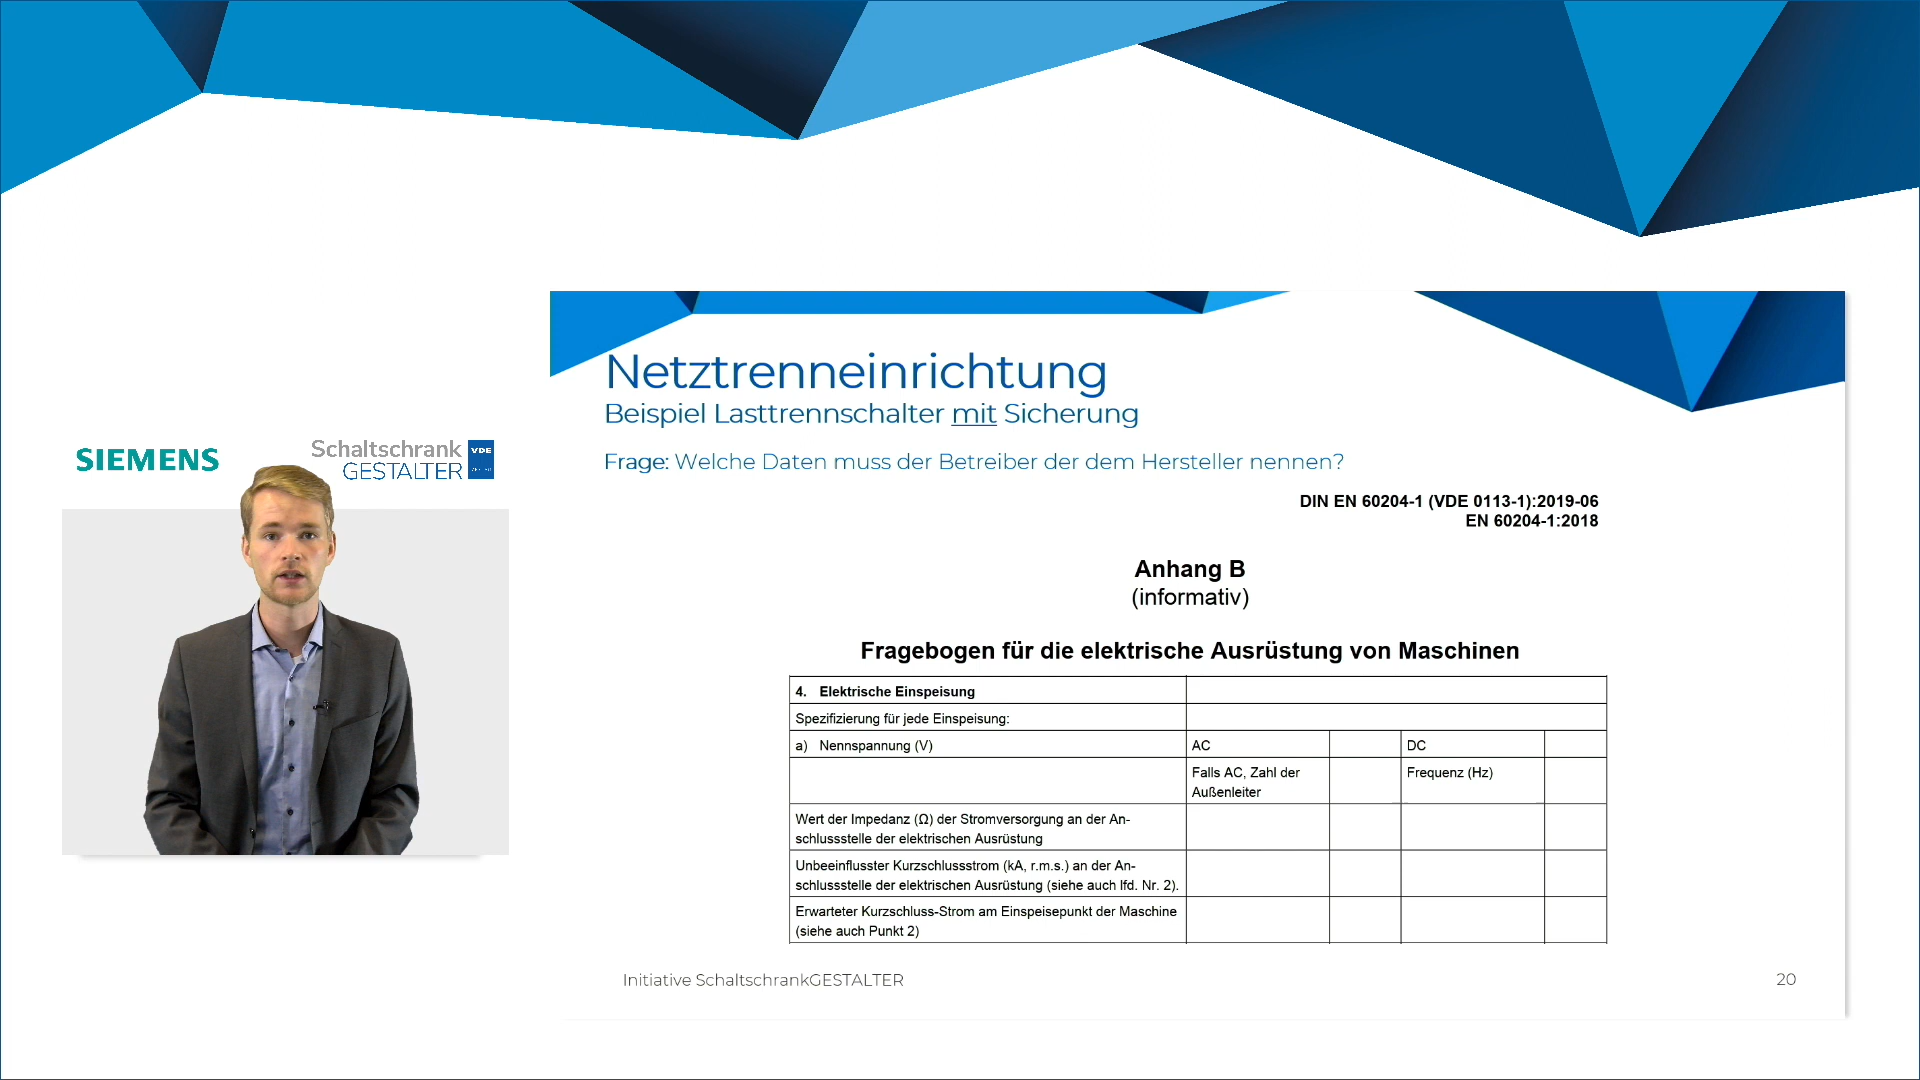 SIEMENS
Schaltschrank
GESTALTER
VDE
Netztrenneinrichtung
Beispiel Lasttrennschalter mit Sicherung
Frage: Welche Daten muss der Betreiber der dem Hersteller nennen?
DIN EN 60204-1 (VDE 0113-1):2019-06
EN 60204-1:2018
Anhang B
(informativ)
Fragebogen für die elektrische Ausrüstung von Maschinen
4. Elektrische Einspeisung
Spezifizierung für jede Einspeisung:
a) Nennspannung (V) AC DC
Falls AC, Zahl der Frequenz (Hz)
Außenleiter
Wert der Impedanz (Ω) der Stromversorgung an der An-
schlussstelle der elektrischen Ausrüstung
Unbeeinflusster Kurzschlussstrom (kA, r.m.s.) an der An-
schlussstelle der elektrischen Ausrüstung (siehe auch lfd. Nr. 2).
Erwarteter Kurzschluss-Strom am Einspeisepunkt der Maschine
(siehe auch Punkt 2)
Initiative SchaltschrankGESTALTER
20